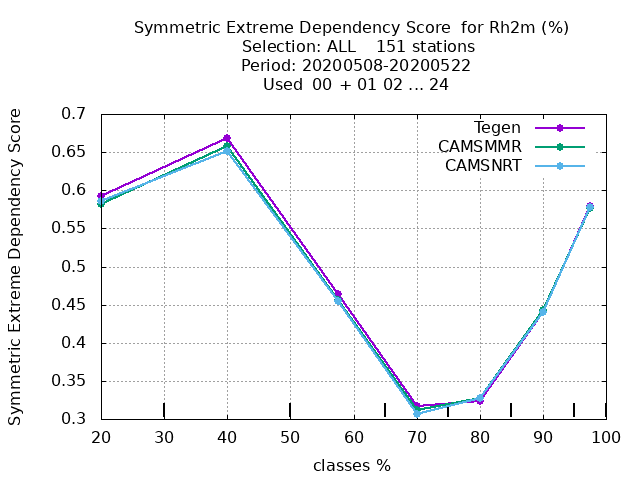 Symmetric Extreme Dependency Score for Rh2m (%)
Selection: ALL 151 stations
Period: 20200508-20200522
Used 00 + 01 02 ... 24
Symmetric Extreme Dependency Score
0.7
0.65
0.6
0.55
0.5
0.45
0.4
0.35
0.3
Tegen
CAMSMMR
CAMSNRT
20 30 40 50 60 70 80 90 100
classes %